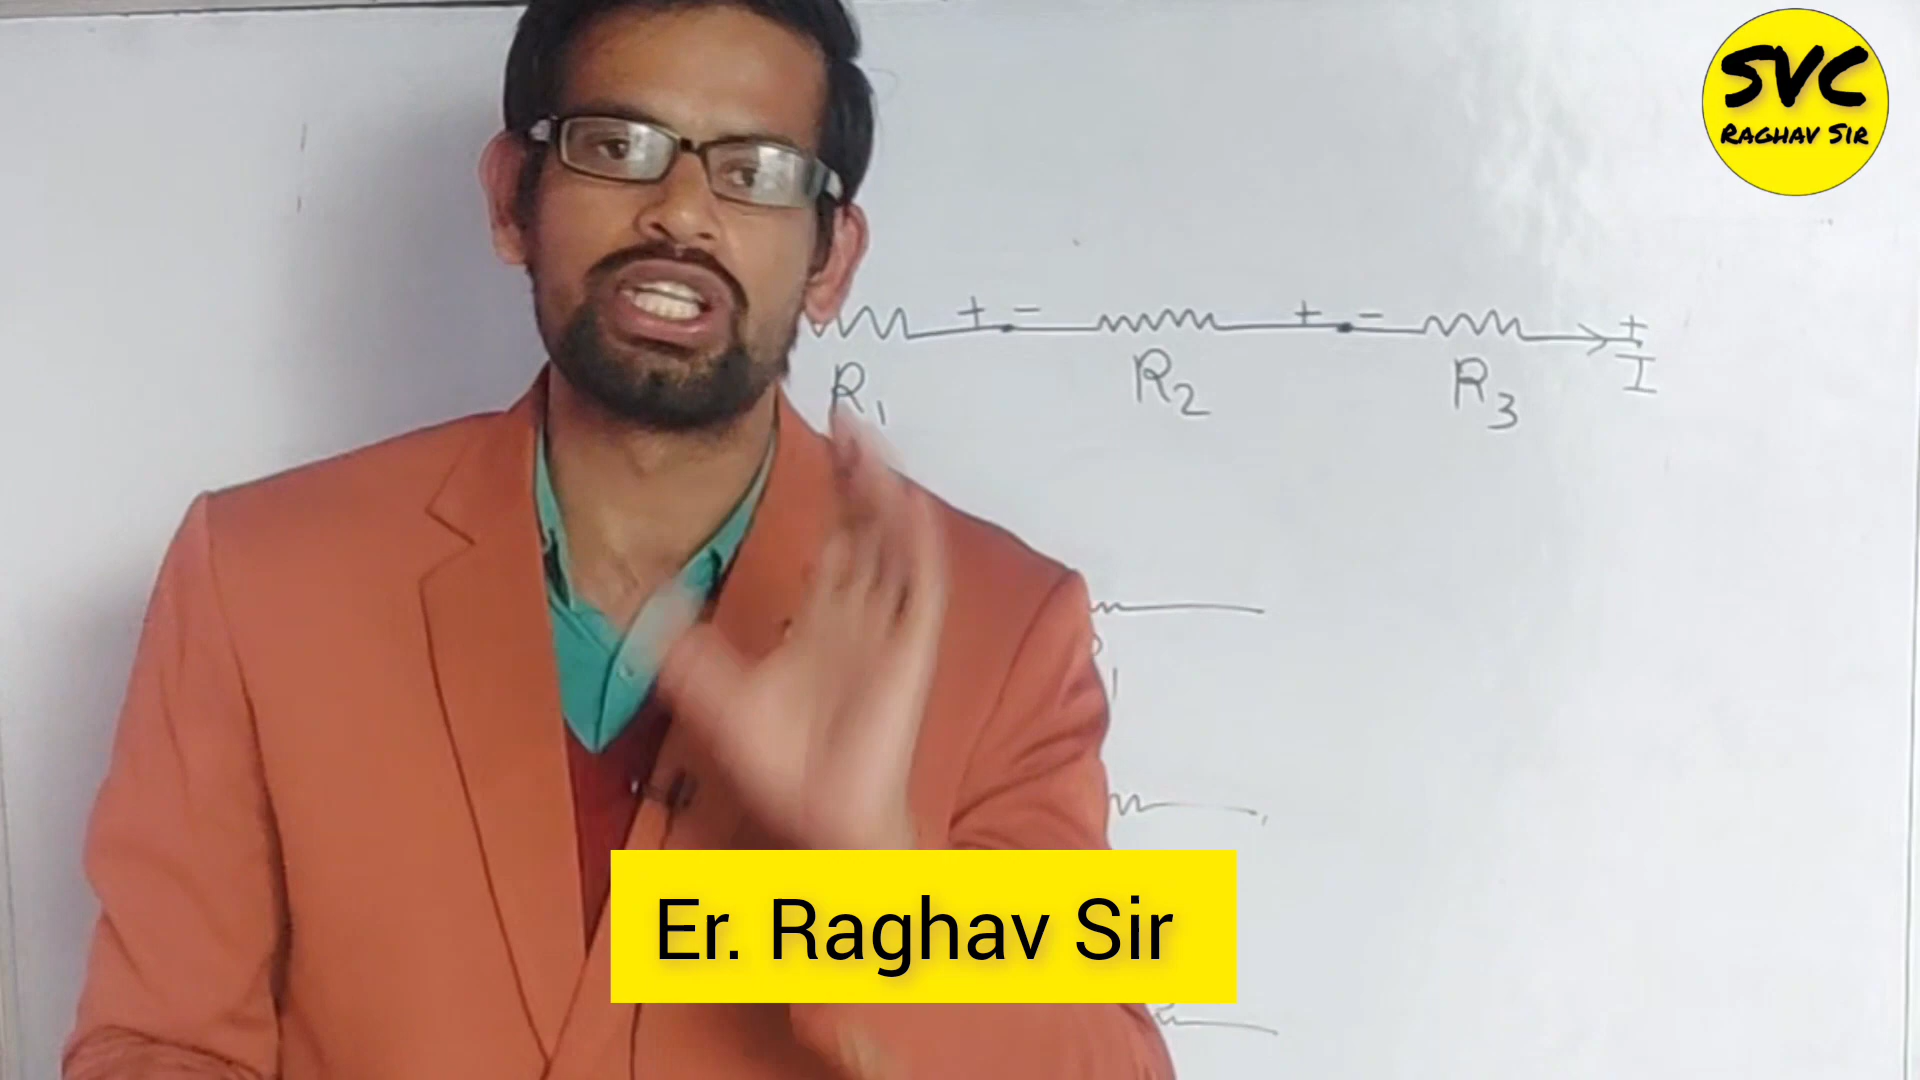 SVC
RAGHAV SIR
+ - + - +
R1 R2 R3 I
Er. Raghav Sir